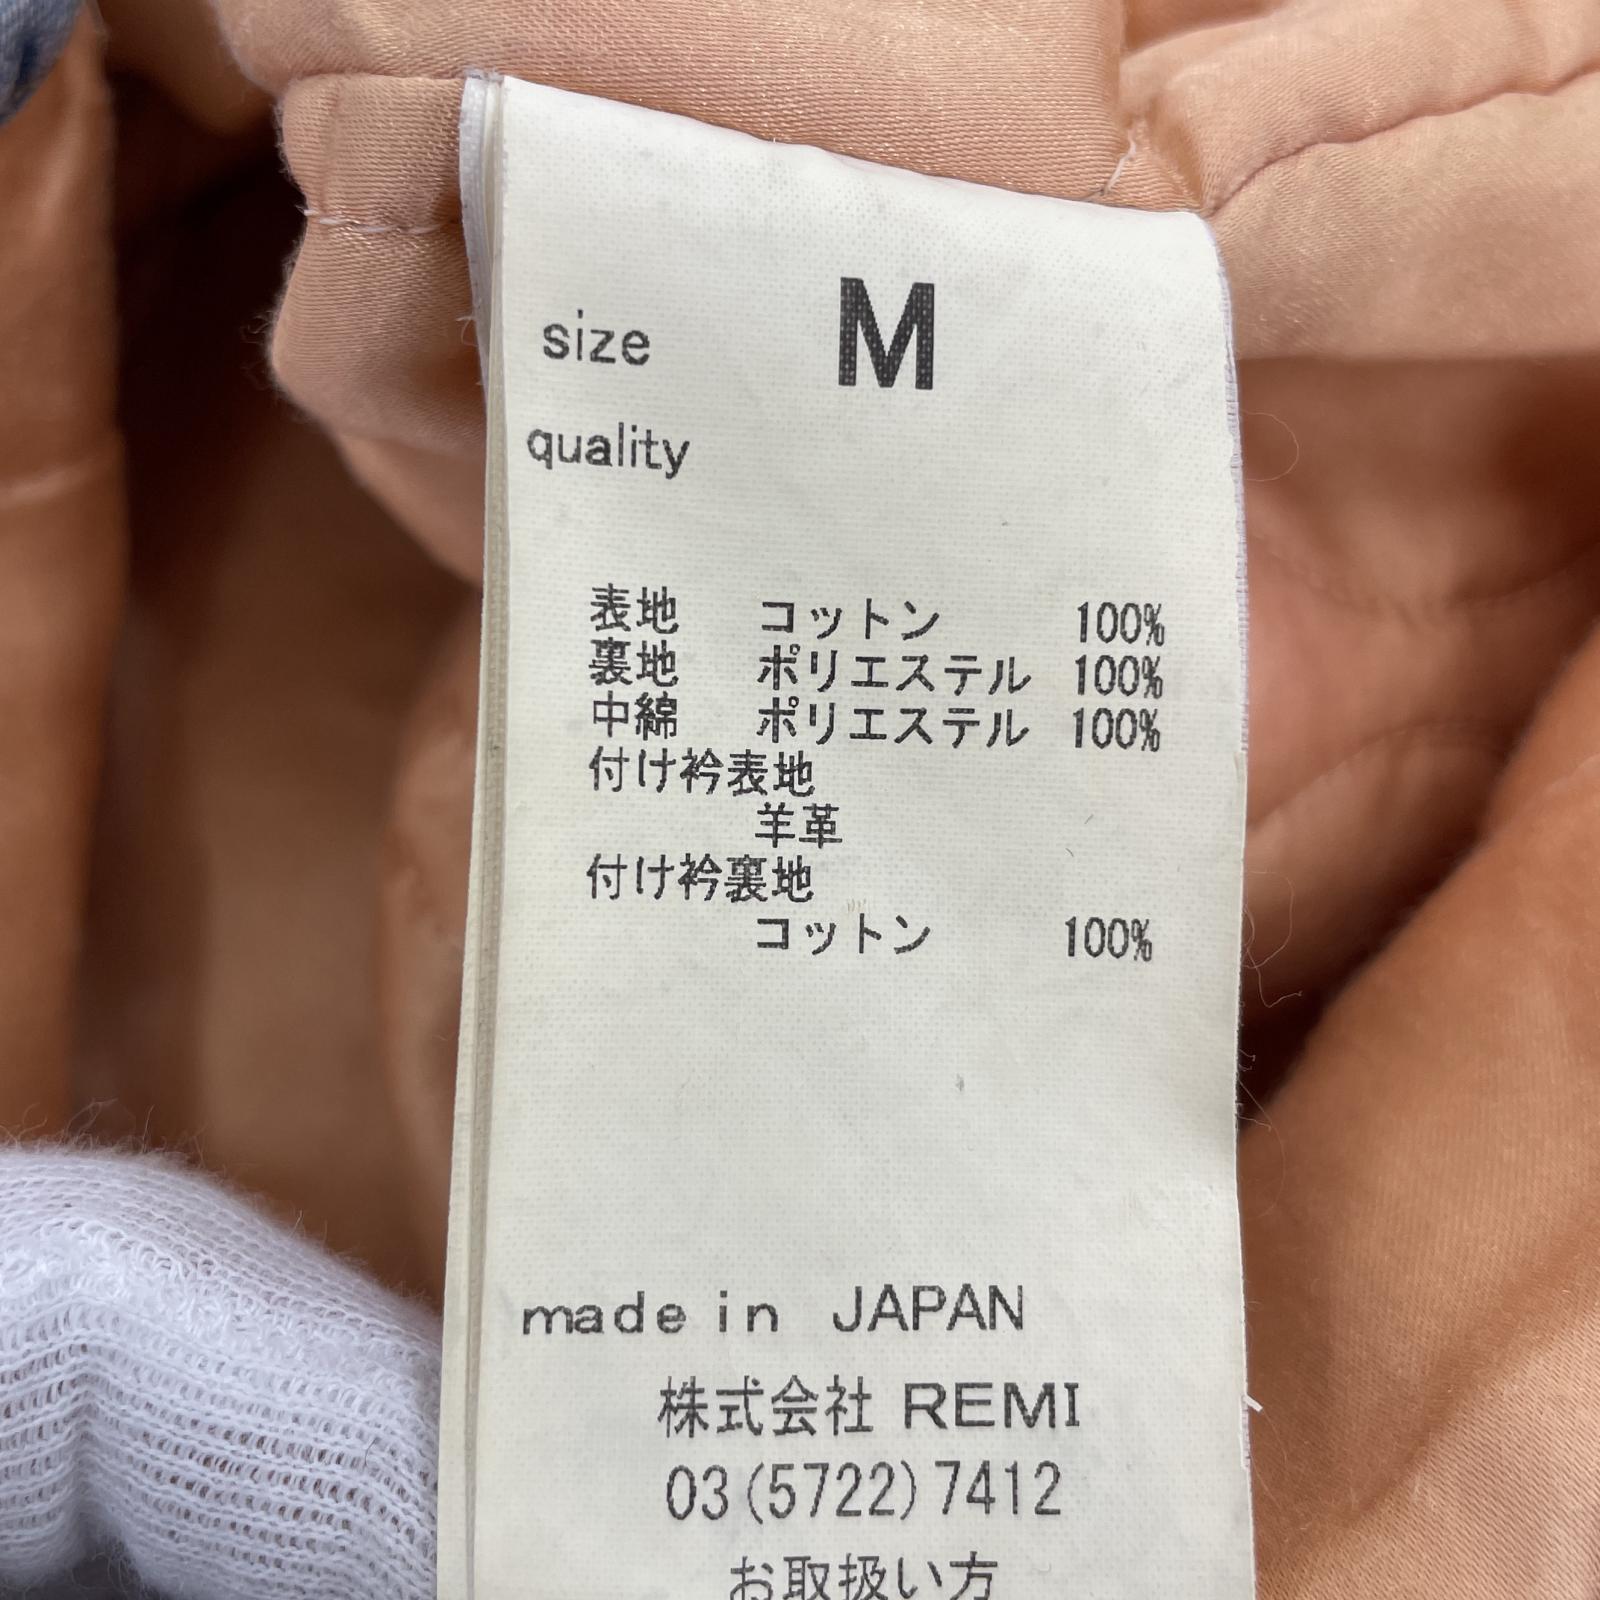 size M
quality
表地 コットン 100%
裏地 ポリエステル 100%
中綿 ポリエステル 100%
付け衿表地
羊革
付け衿裏地
コットン 100%
made in JAPAN
株式会社 REMI
03(5722)7412
お取扱い方